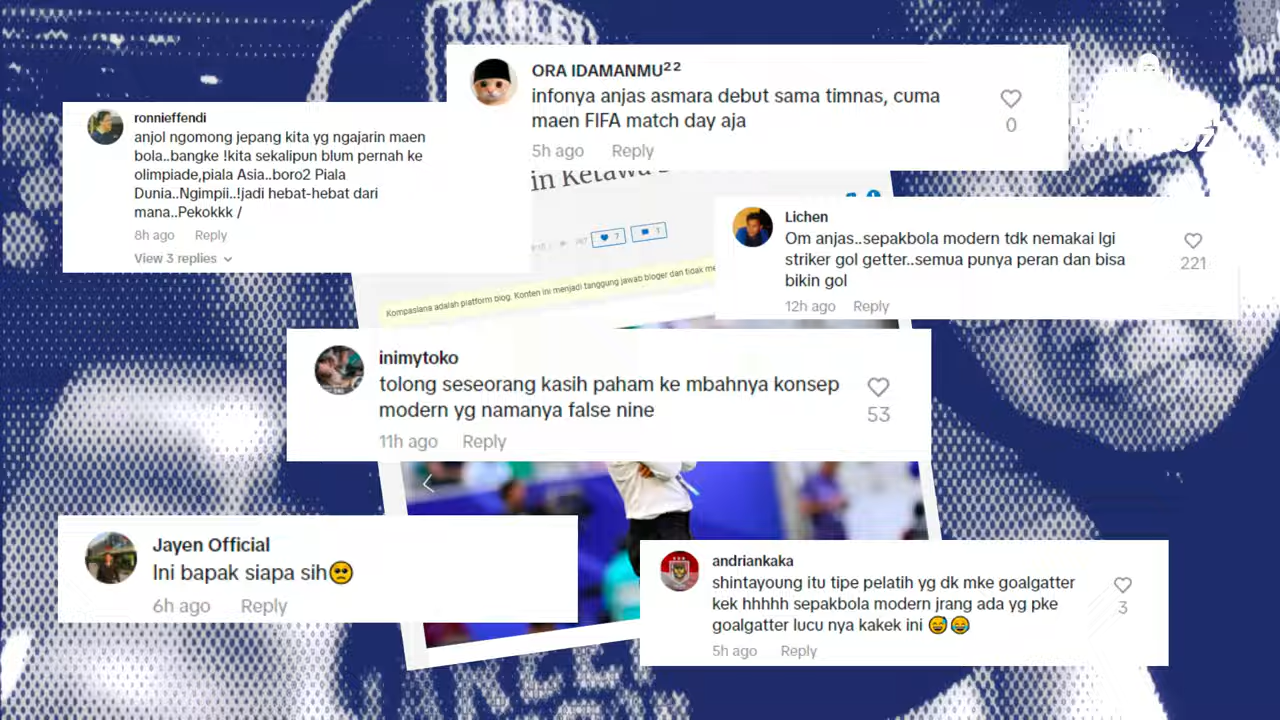 ORA IDAMANMU²²
infonya anjas asmara debut sama timnas, cuma
maen FIFA match day aja
0
5h ago Reply
ronnieffendi
anjol ngomong jepang kita yg ngajarin maen
bola..bangke !kita sekalipun blum pernah ke
olimpiade,piala Asia..boro2 Piala
Dunia..Ngimpii..!jadi hebat-hebat dari
mana..Pekokkk /
8h ago Reply
View 3 replies
in Ketawa
7 1
Lichen
Om anjas..sepakbola modern tdk nemakai lgi
striker gol getter..semua punya peran dan bisa
bikin gol
221
12h ago Reply
Kompasiana adalah platform blog. Konten ini menjadi tanggung jawab bloger dan tidak
inimytoko
tolong seseorang kasih paham ke mbahnya konsep
modern yg namanya false nine
53
11h ago Reply
Jayen Official
Ini bapak siapa sih🥺
6h ago Reply
andriankaka
shintayoung itu tipe pelatih yg dk mke goalgatter
kek hhhhh sepakbola modern jrang ada yg pke
goalgatter lucu nya kakek ini 😅😂
3
5h ago Reply